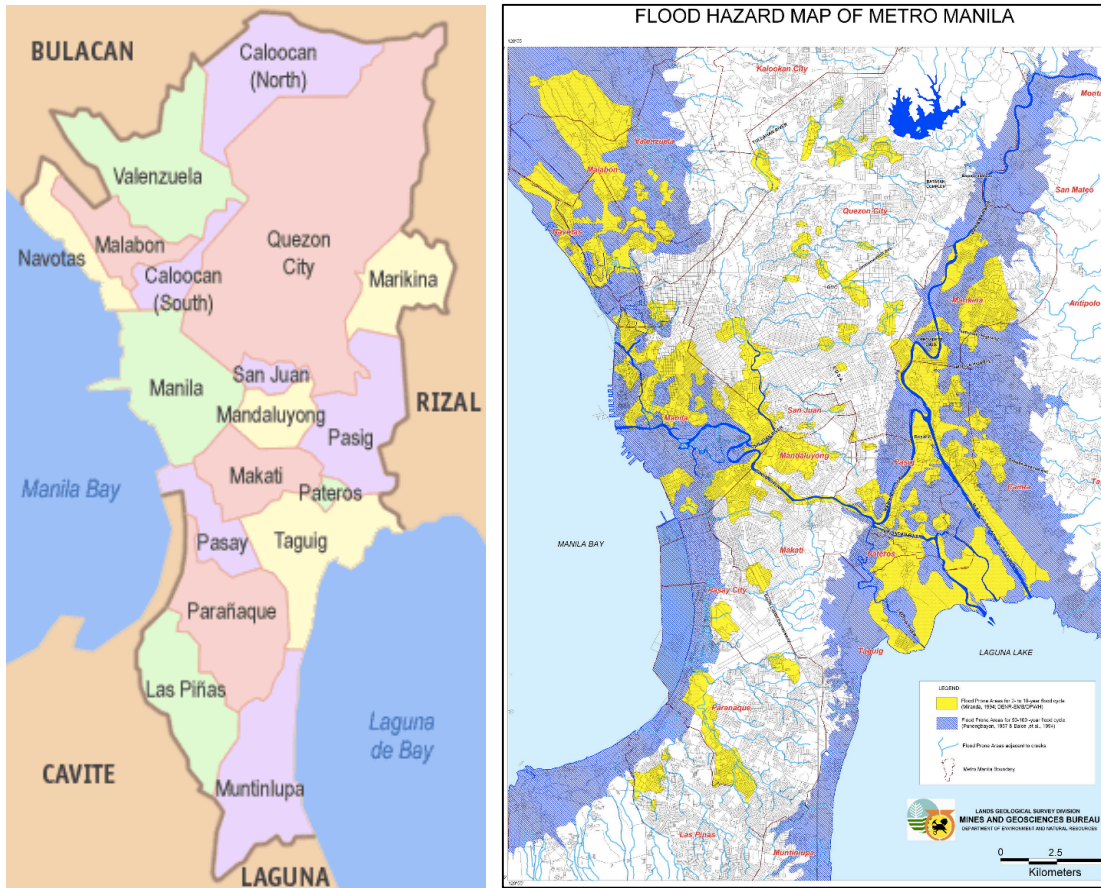 BULACAN
Caloocan
(North)
Valenzuela
Malabon
Navotas
Caloocan
(South)
Quezon
City
Marikina
Manila
San Juan
Mandaluyong
RIZAL
Pasig
Makati
Manila Bay
Pateros
Pasay
Taguig
Parañaque
Las Piñas
Laguna
de Bay
CAVITE
Muntinlupa
LAGUNA
FLOOD HAZARD MAP OF METRO MANILA
Kalookan City
Valenzuela
Malabon
San Mateo
Quezon City
Navotas
Marikina
Antipolo
San Juan
Manila
Mandaluyong
Pasig
MANILA BAY
Makati
Pateros
Pasay City
Taguig
LAGUNA LAKE
LEGEND:
Paranaque
Metro Manila Boundary
Las Pinas
LANDS GEOLOGICAL SURVEY DIVISION
MINES AND GEOSCIENCES BUREAU
DEPARTMENT OF ENVIRONMENT AND NATURAL RESOURCES
Muntinlupa
0 2.5
Kilometers